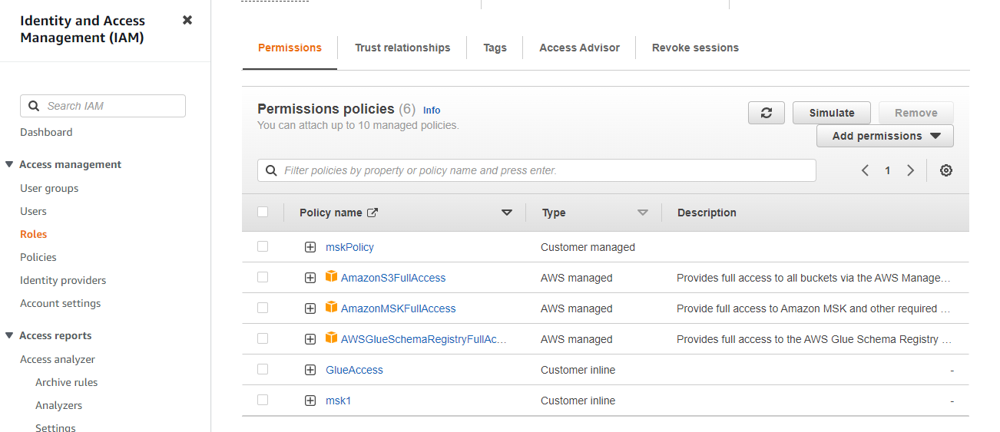 Identity and Access
Management (IAM)
Search IAM
Dashboard
Access management
User groups
Users
Roles
Policies
Identity providers
Account settings
Access reports
Access analyzer
Archive rules
Analyzers
Settings
Permissions
Trust relationships
Tags
Access Advisor
Revoke sessions
Permissions policies (6) Info
You can attach up to 10 managed policies.
Simulate
Remove
Add permissions
Filter policies by property or policy name and press enter.
1
Policy name Type Description
mskPolicy Customer managed
AmazonS3FullAccess AWS managed Provides full access to all buckets via the AWS Manage...
AmazonMSKFullAccess AWS managed Provide full access to Amazon MSK and other required ...
AWSGlueSchemaRegistryFullAc... AWS managed Provides full access to the AWS Glue Schema Registry ...
GlueAccess Customer inline -
msk1 Customer inline -